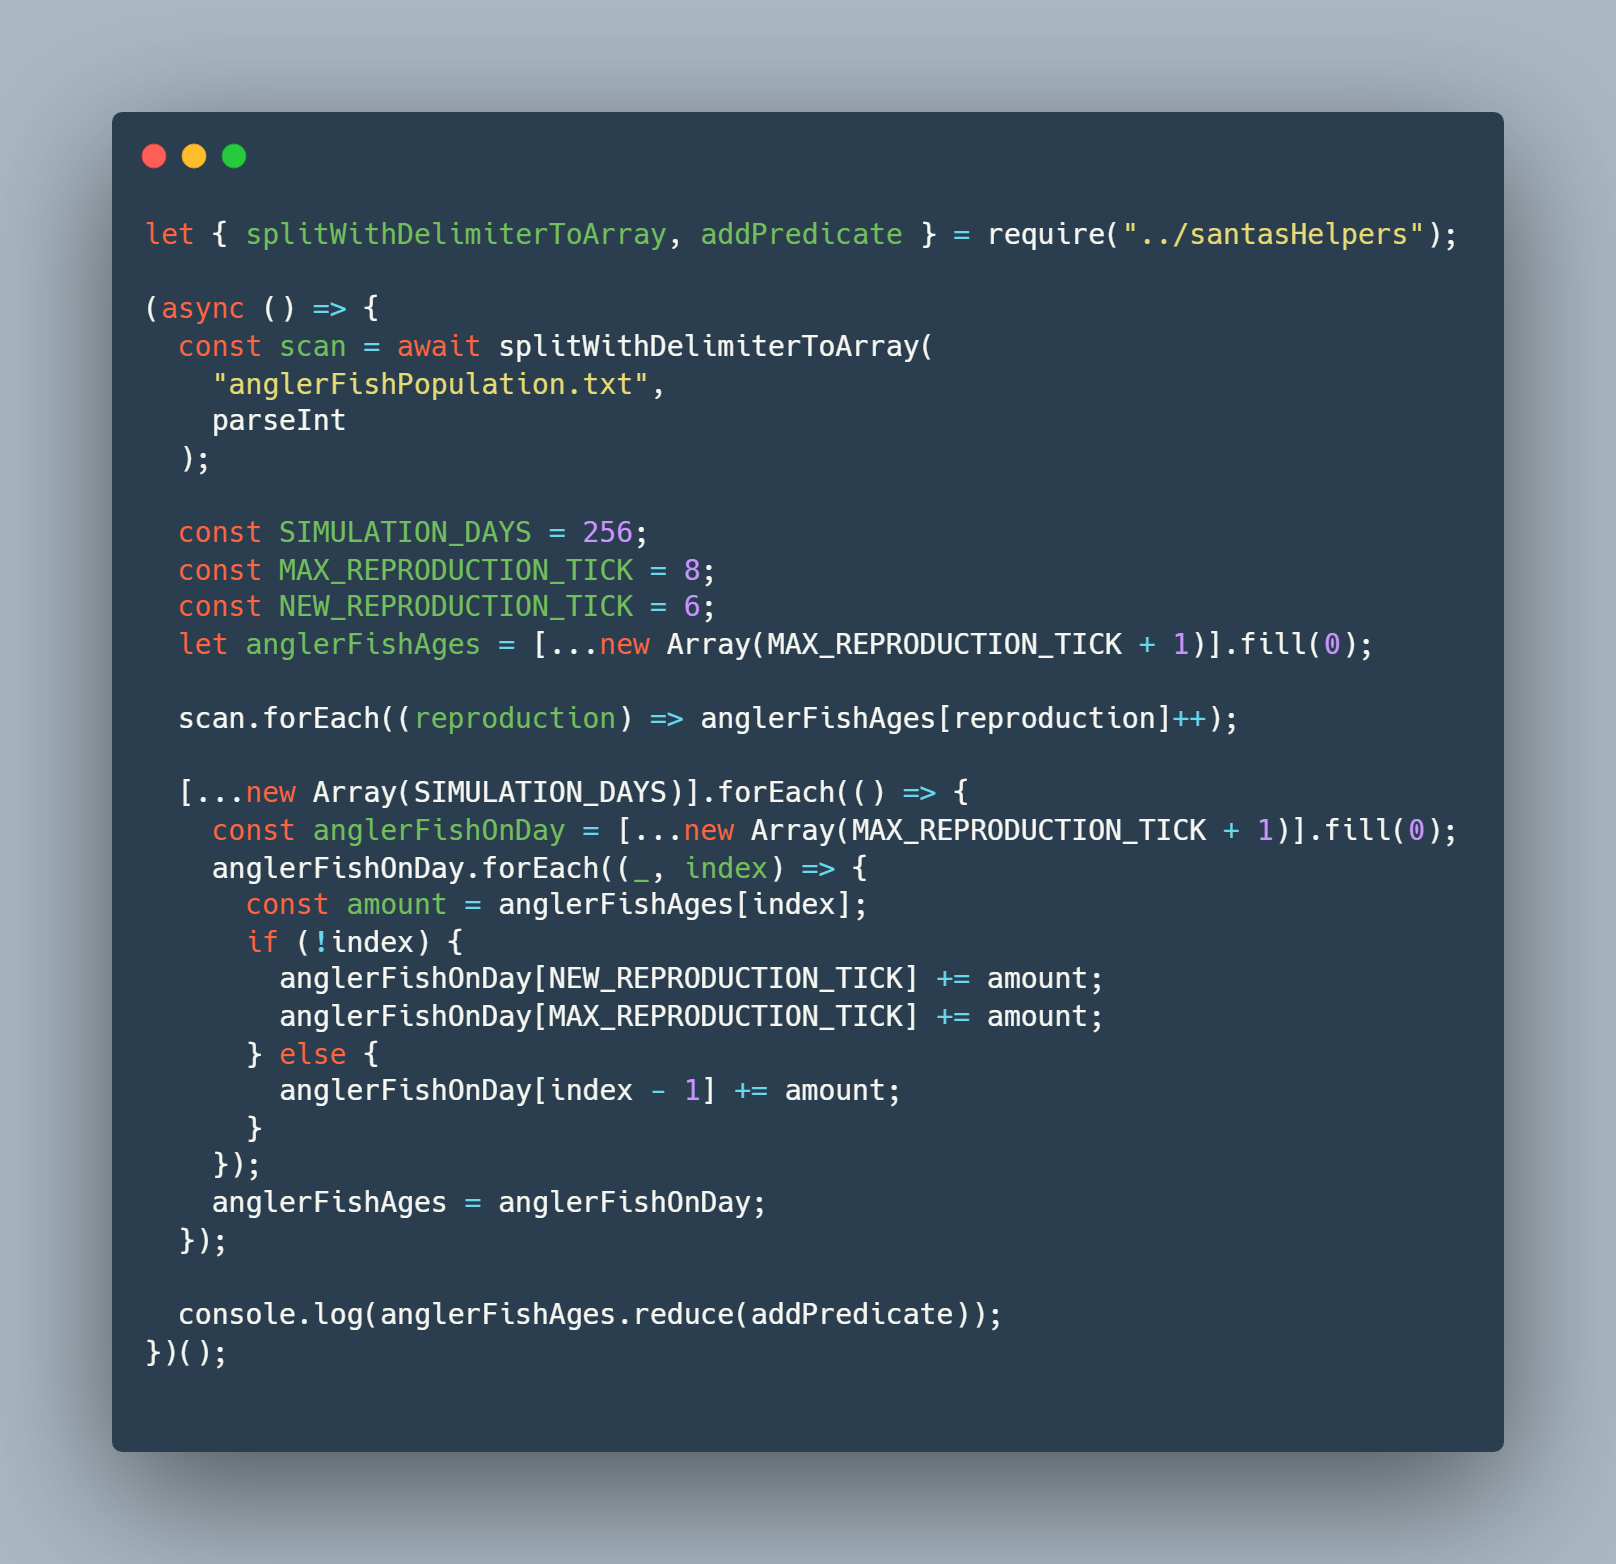 let { splitWithDelimiterToArray, addPredicate } = require("../santasHelpers");

(async () => {
  const scan = await splitWithDelimiterToArray(
    "anglerFishPopulation.txt",
    parseInt
  );

  const SIMULATION_DAYS = 256;
  const MAX_REPRODUCTION_TICK = 8;
  const NEW_REPRODUCTION_TICK = 6;
  let anglerFishAges = [...new Array(MAX_REPRODUCTION_TICK + 1)].fill(0);

  scan.forEach((reproduction) => anglerFishAges[reproduction]++);

  [...new Array(SIMULATION_DAYS)].forEach(() => {
    const anglerFishOnDay = [...new Array(MAX_REPRODUCTION_TICK + 1)].fill(0);
    anglerFishOnDay.forEach((_, index) => {
      const amount = anglerFishAges[index];
      if (!index) {
        anglerFishOnDay[NEW_REPRODUCTION_TICK] += amount;
        anglerFishOnDay[MAX_REPRODUCTION_TICK] += amount;
      } else {
        anglerFishOnDay[index - 1] += amount;
      }
    });
    anglerFishAges = anglerFishOnDay;
  });

  console.log(anglerFishAges.reduce(addPredicate));
})();